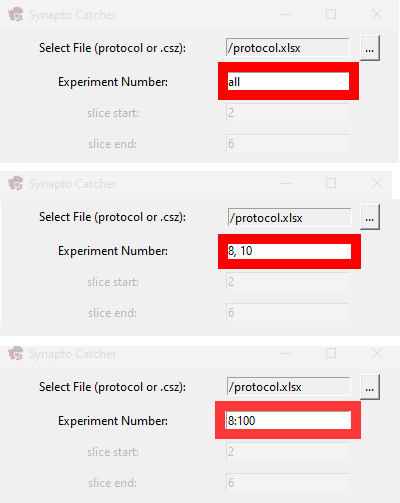 Synapto Catcher
Select File (protocol or .csz): /protocol.xlsx ...
Experiment Number: all
slice start: 2
slice end: 6
Synapto Catcher
Select File (protocol or .csz): /protocol.xlsx ...
Experiment Number: 8, 10
slice start: 2
slice end: 6
Synapto Catcher
Select File (protocol or .csz): /protocol.xlsx ...
Experiment Number: 8:100
slice start: 2
slice end: 6